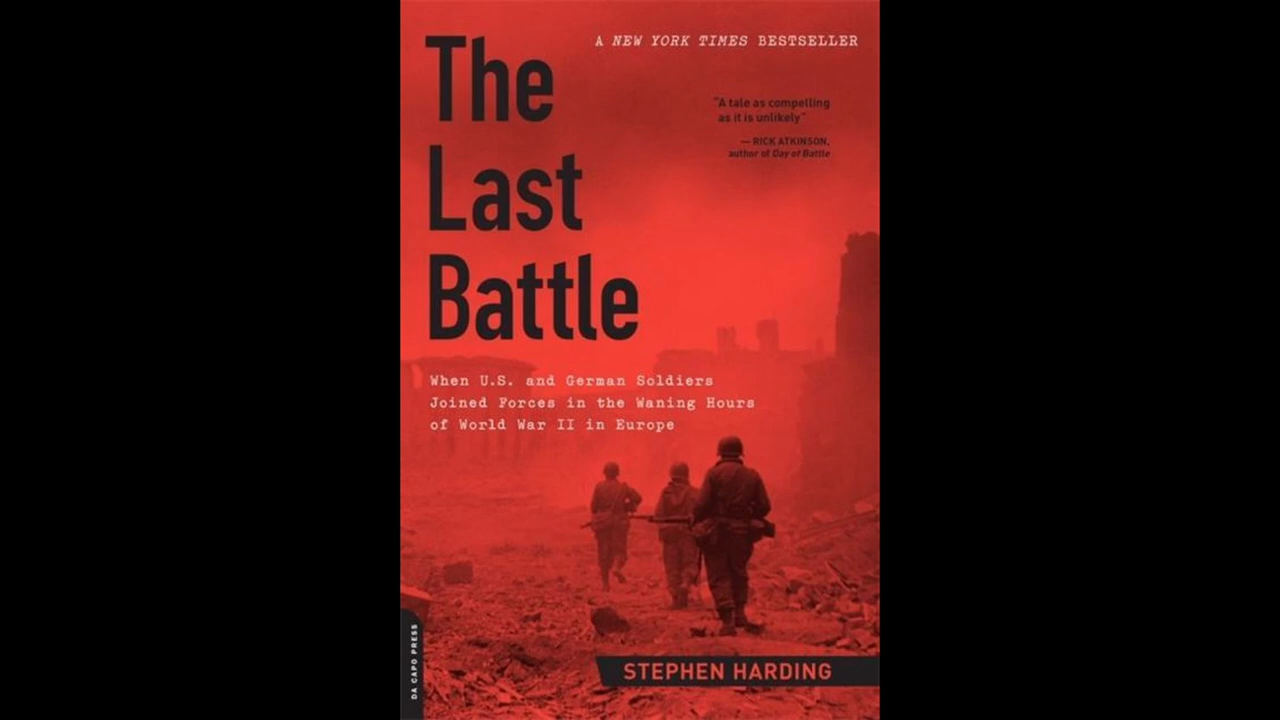 The
Last
Battle
A NEW YORK TIMES BESTSELLER
"A tale as compelling
as it is unlikely"
— RICK ATKINSON,
author of Day of Battle
When U.S. and German Soldiers
Joined Forces in the Waning Hours
of World War II in Europe
STEPHEN HARDING
DA CAPO PRESS